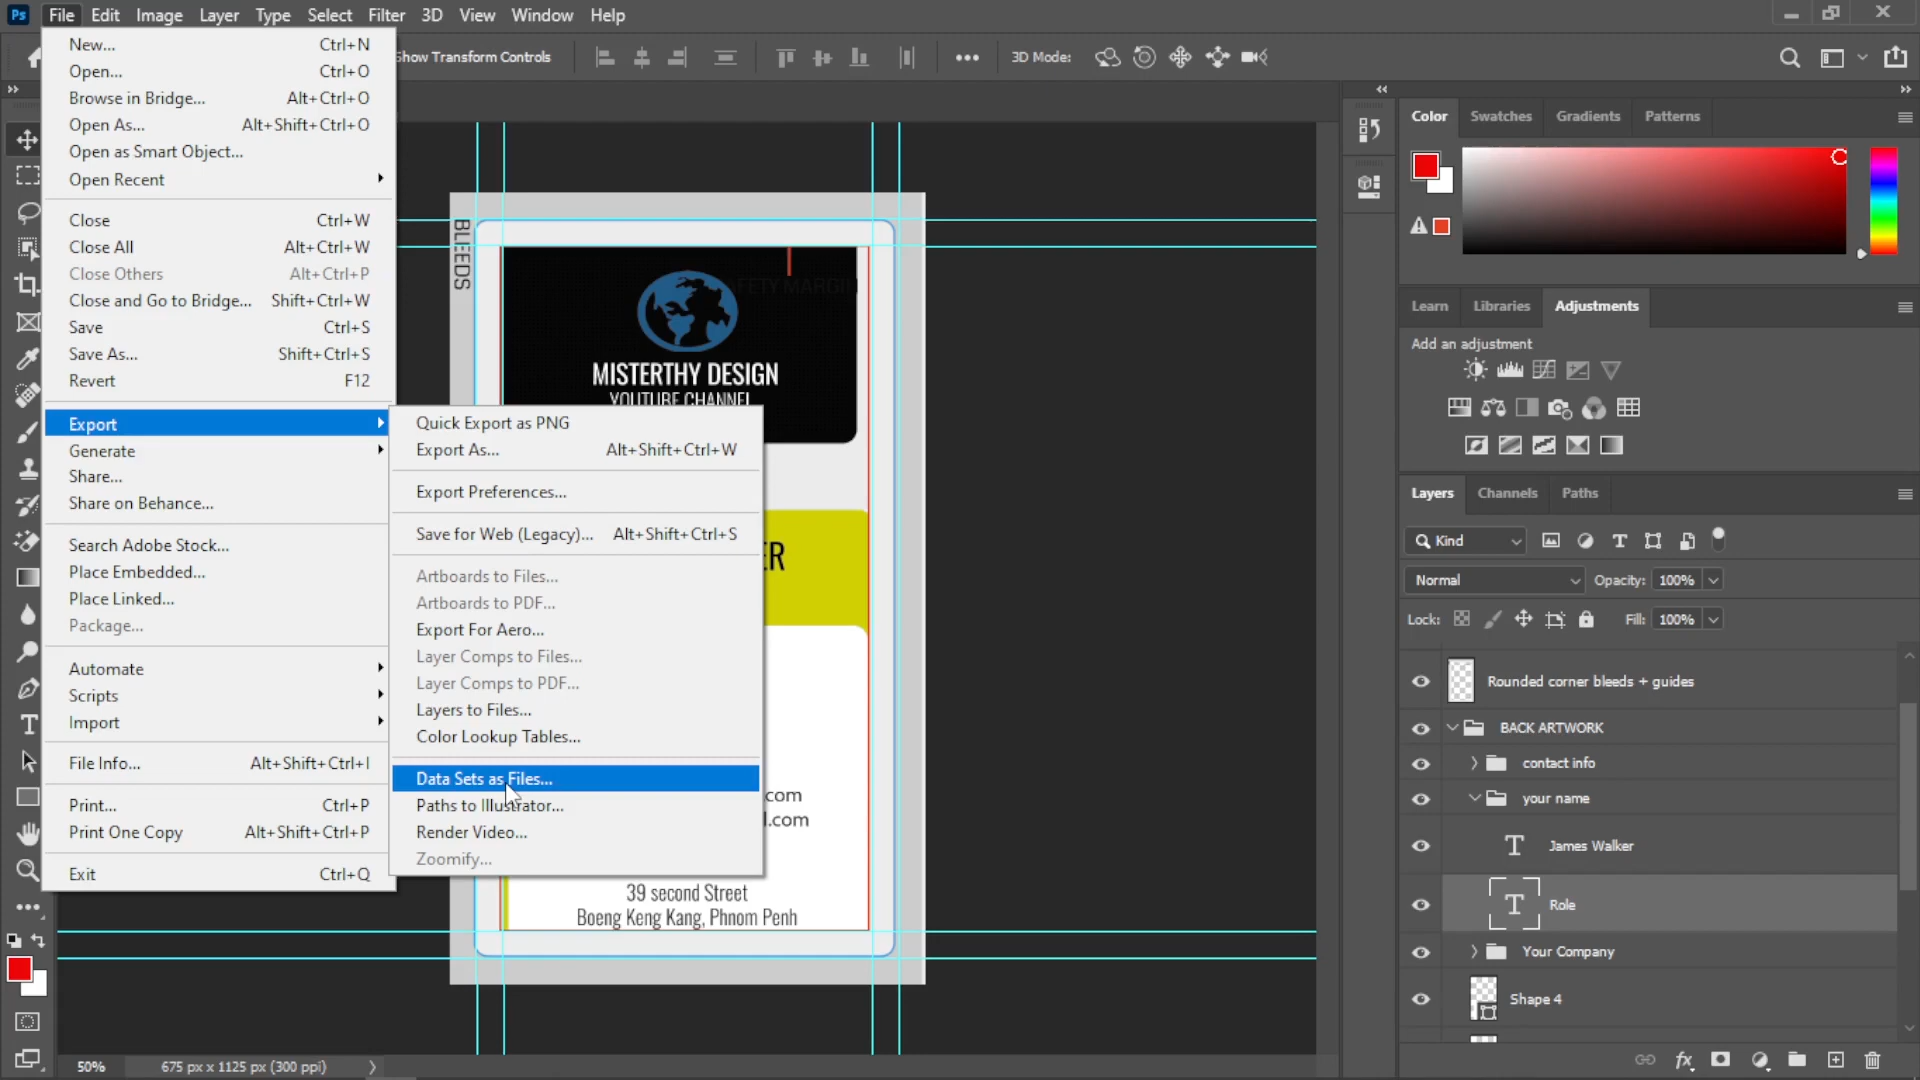 Ps File Edit Image Layer Type Select Filter 3D View Window Help
Show Transform Controls 3D Mode:
New... Ctrl+N
Open... Ctrl+O
Browse in Bridge... Alt+Ctrl+O
Open As... Alt+Shift+Ctrl+O
Open as Smart Object...
Open Recent
Close Ctrl+W
Close All Alt+Ctrl+W
Close Others Alt+Ctrl+P
Close and Go to Bridge... Shift+Ctrl+W
Save Ctrl+S
Save As... Shift+Ctrl+S
Revert F12
Export
Generate
Share...
Share on Behance...
Search Adobe Stock...
Place Embedded...
Place Linked...
Package...
Automate
Scripts
Import
File Info... Alt+Shift+Ctrl+I
Print... Ctrl+P
Print One Copy Alt+Shift+Ctrl+P
Exit Ctrl+Q
Quick Export as PNG
Export As... Alt+Shift+Ctrl+W
Export Preferences...
Save for Web (Legacy)... Alt+Shift+Ctrl+S
Artboards to Files...
Artboards to PDF...
Export For Aero...
Layer Comps to Files...
Layer Comps to PDF...
Layers to Files...
Color Lookup Tables...
Data Sets as Files...
Paths to Illustrator...
Render Video...
Zoomify...
BLEEDS
MISTERTHY DESIGN
YOUTUBE CHANNEL
ER
.com
l.com
39 second Street
Boeng Keng Kang, Phnom Penh
50% 675 px x 1125 px (300 ppi)
Color Swatches Gradients Patterns
Learn Libraries Adjustments
Add an adjustment
Layers Channels Paths
Kind
Normal Opacity: 100%
Lock: Fill: 100%
Rounded corner bleeds + guides
BACK ARTWORK
contact info
your name
T James Walker
T Role
Your Company
Shape 4
fx